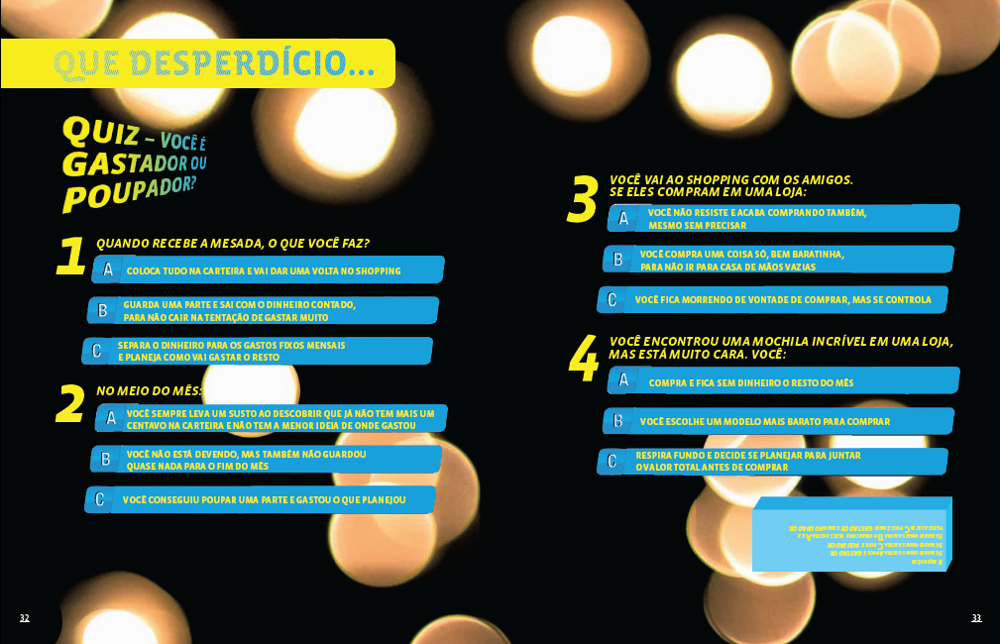 QUE DESPERDÍCIO...
QUIZ – VOCÊ É
GASTADOR OU
POUPADOR?
1
QUANDO RECEBE A MESADA, O QUE VOCÊ FAZ?
A COLOCA TUDO NA CARTEIRA E VAI DAR UMA VOLTA NO SHOPPING
B GUARDA UMA PARTE E SAI COM O DINHEIRO CONTADO,
PARA NÃO CAIR NA TENTAÇÃO DE GASTAR MUITO
C SEPARA O DINHEIRO PARA OS GASTOS FIXOS MENSAIS
E PLANEJA COMO VAI GASTAR O RESTO
2
NO MEIO DO MÊS:
A VOCÊ SEMPRE LEVA UM SUSTO AO DESCOBRIR QUE JÁ NÃO TEM MAIS UM
CENTAVO NA CARTEIRA E NÃO TEM A MENOR IDEIA DE ONDE GASTOU
B VOCÊ NÃO ESTÁ DEVENDO, MAS TAMBÉM NÃO GUARDOU
QUASE NADA PARA O FIM DO MÊS
C VOCÊ CONSEGUIU POUPAR UMA PARTE E GASTOU O QUE PLANEJOU
32
3
VOCÊ VAI AO SHOPPING COM OS AMIGOS.
SE ELES COMPRAM EM UMA LOJA:
A VOCÊ NÃO RESISTE E ACABA COMPRANDO TAMBÉM,
MESMO SEM PRECISAR
B VOCÊ COMPRA UMA COISA SÓ, BEM BARATINHA,
PARA NÃO IR PARA CASA DE MÃOS VAZIAS
C VOCÊ FICA MORRENDO DE VONTADE DE COMPRAR, MAS SE CONTROLA
4
VOCÊ ENCONTROU UMA MOCHILA INCRÍVEL EM UMA LOJA,
MAS ESTÁ MUITO CARA. VOCÊ:
A COMPRA E FICA SEM DINHEIRO O RESTO DO MÊS
B VOCÊ ESCOLHE UM MODELO MAIS BARATO PARA COMPRAR
C RESPIRA FUNDO E DECIDE SE PLANEJAR PARA JUNTAR
O VALOR TOTAL ANTES DE COMPRAR
33